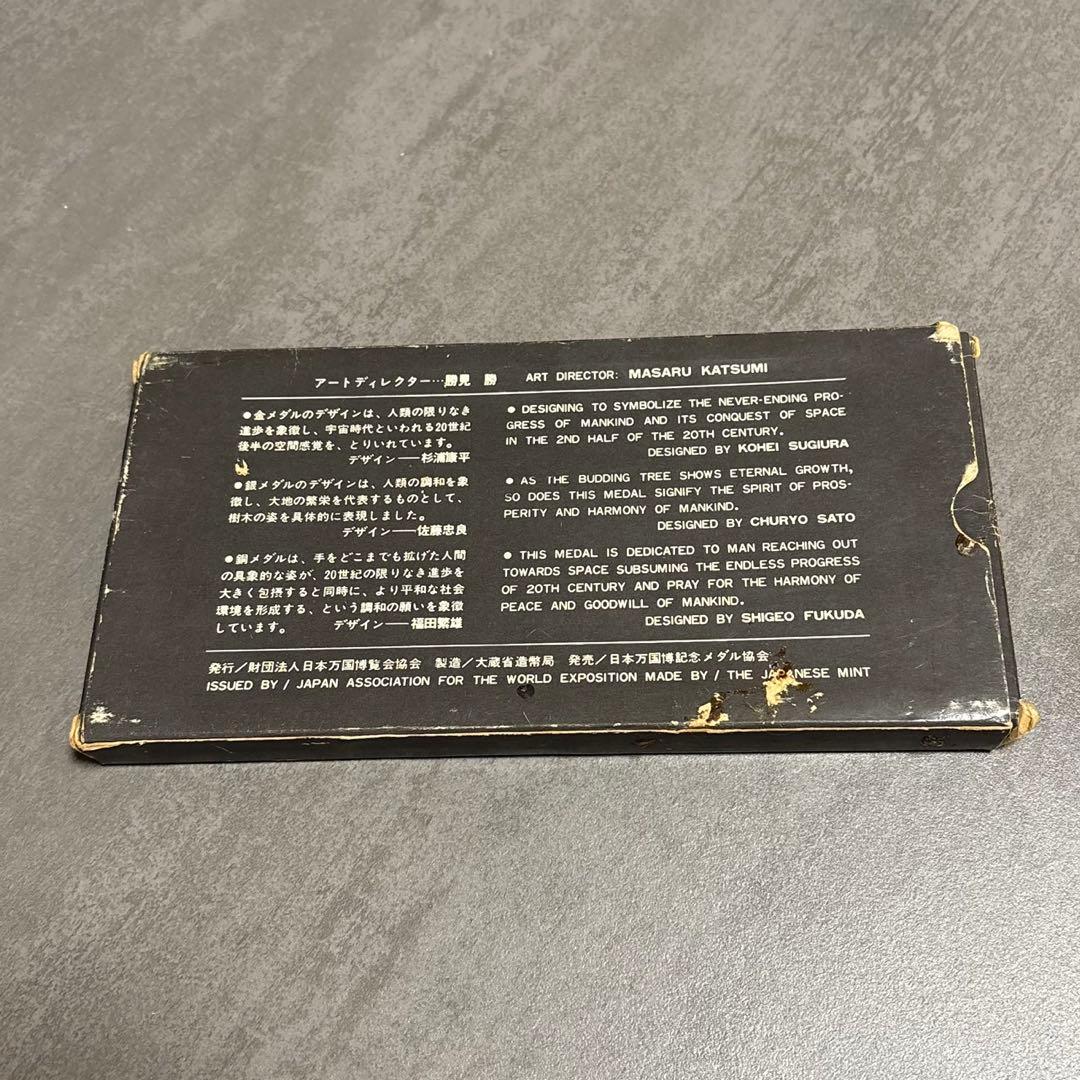 アートディレクター…勝見 勝 ART DIRECTOR: MASARU KATSUMI
●金メダルのデザインは、人類の限りなき
進歩を象徴し、宇宙時代といわれる20世紀
後半の空間感覚を、とりいれています。
デザイン──杉浦康平
●銀メダルのデザインは、人類の調和を象
徴し、大地の繁栄を代表するものとして、
樹木の姿を具体的に表現しました。
デザイン──佐藤忠良
●銅メダルは、手をどこまでも拡げた人間
の具象的な姿が、20世紀の限りなき進歩を
大きく包摂すると同時に、より平和な社会
環境を形成する、という調和の願いを象徴
しています。 デザイン──福田繁雄
● DESIGNING TO SYMBOLIZE THE NEVER-ENDING PRO-
GRESS OF MANKIND AND ITS CONQUEST OF SPACE
IN THE 2ND HALF OF THE 20TH CENTURY.
DESIGNED BY KOHEI SUGIURA
● AS THE BUDDING TREE SHOWS ETERNAL GROWTH,
SO DOES THIS MEDAL SIGNIFY THE SPIRIT OF PROS-
PERITY AND HARMONY OF MANKIND.
DESIGNED BY CHURYO SATO
● THIS MEDAL IS DEDICATED TO MAN REACHING OUT
TOWARDS SPACE SUBSUMING THE ENDLESS PROGRESS
OF 20TH CENTURY AND PRAY FOR THE HARMONY OF
PEACE AND GOODWILL OF MANKIND.
DESIGNED BY SHIGEO FUKUDA
発行/財団法人日本万国博覧会協会 製造/大蔵省造幣局 発売/日本万国博記念メダル協会
ISSUED BY / JAPAN ASSOCIATION FOR THE WORLD EXPOSITION MADE BY / THE JAPANESE MINT